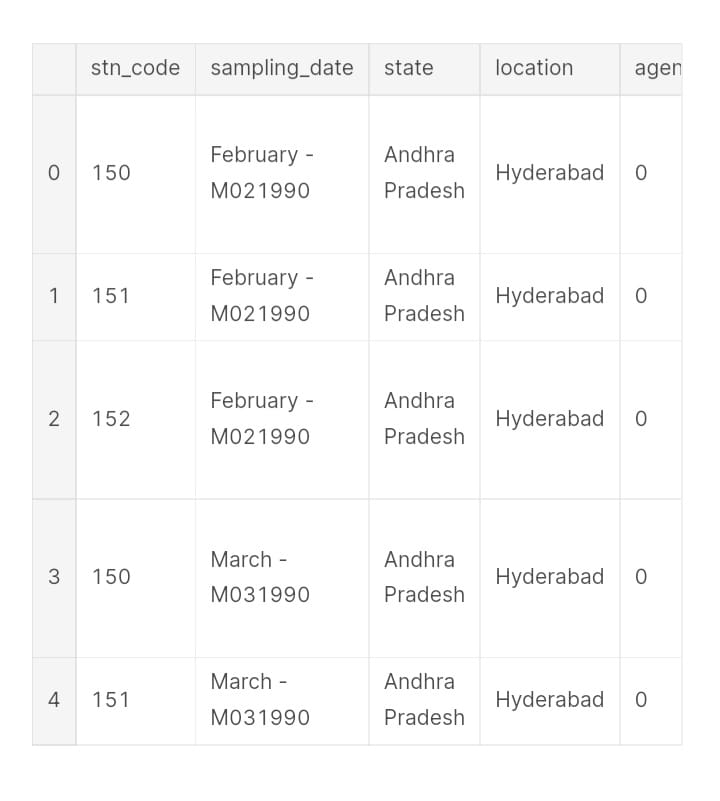 stn_code sampling_date state location agen
0 150 February - M021990 Andhra Pradesh Hyderabad 0
1 151 February - M021990 Andhra Pradesh Hyderabad 0
2 152 February - M021990 Andhra Pradesh Hyderabad 0
3 150 March - M031990 Andhra Pradesh Hyderabad 0
4 151 March - M031990 Andhra Pradesh Hyderabad 0